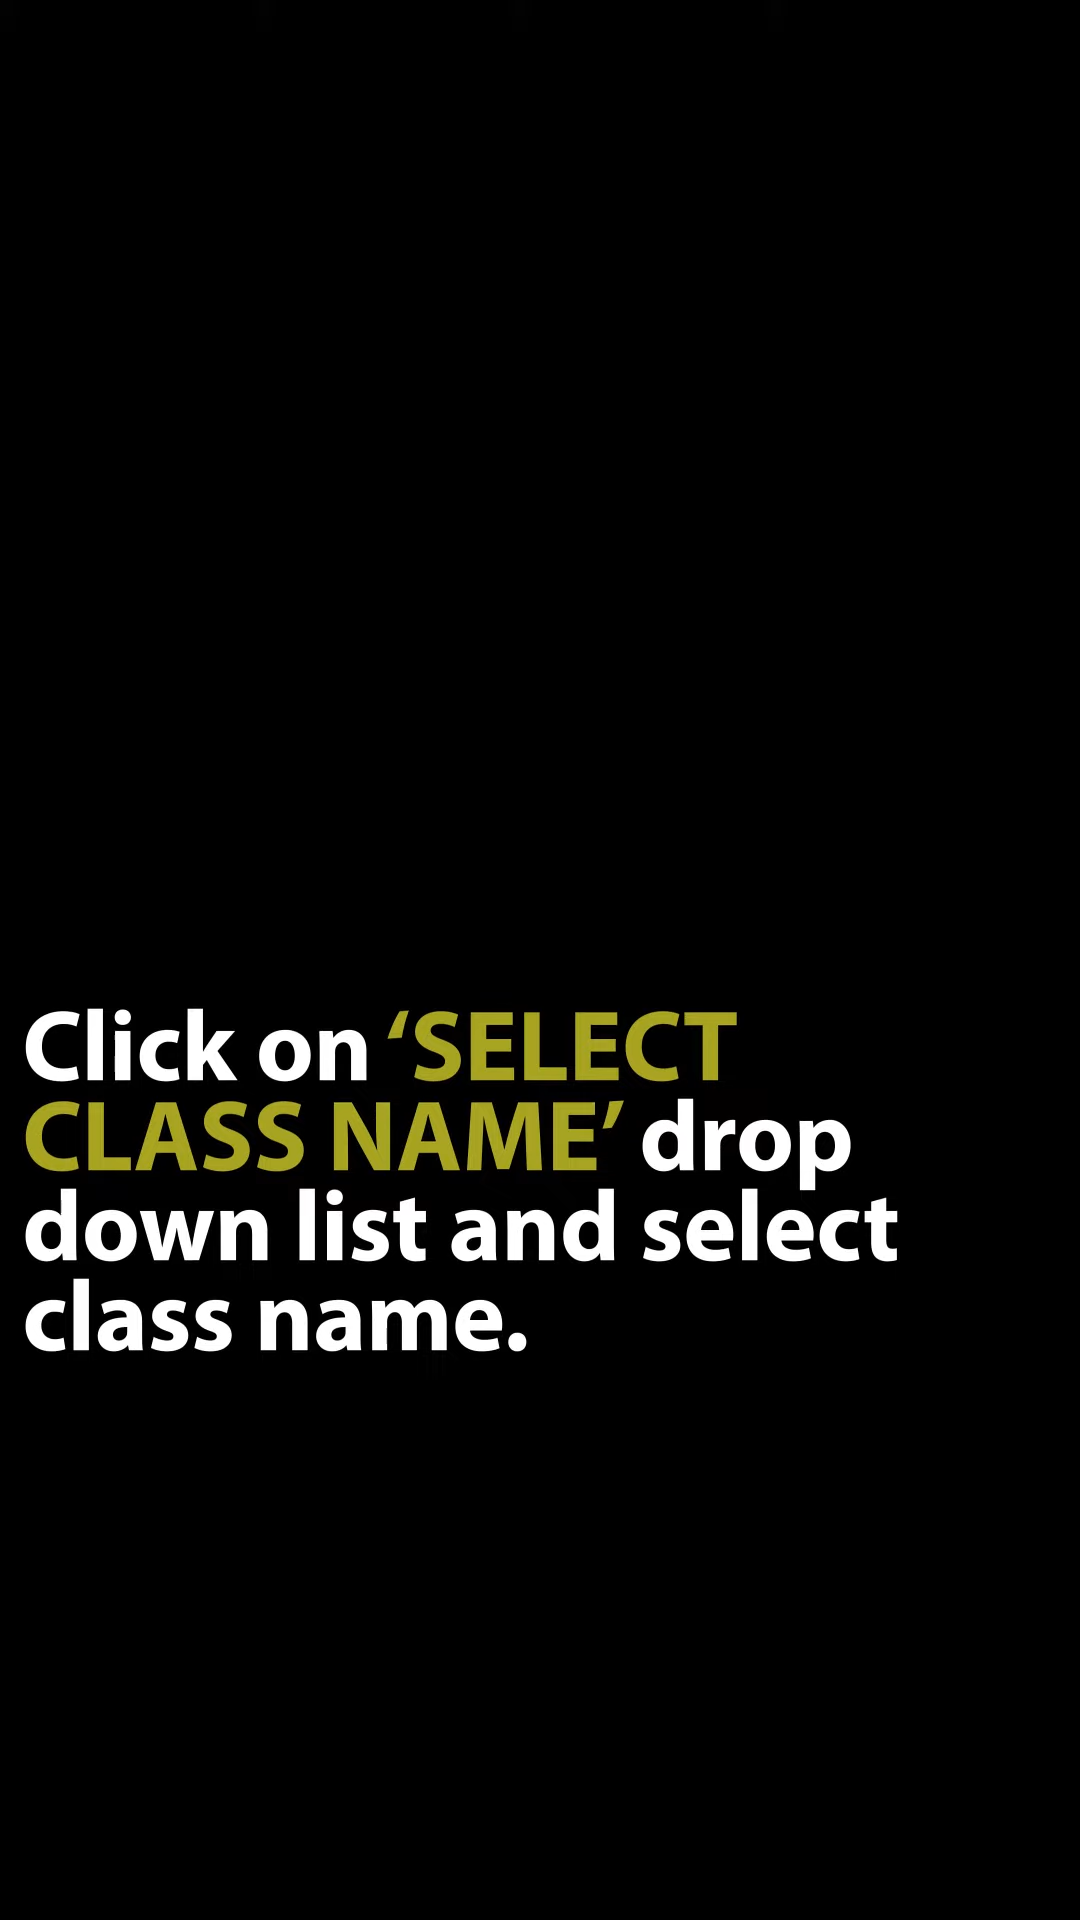 Click on ‘SELECT
CLASS NAME’ drop
down list and select
class name.